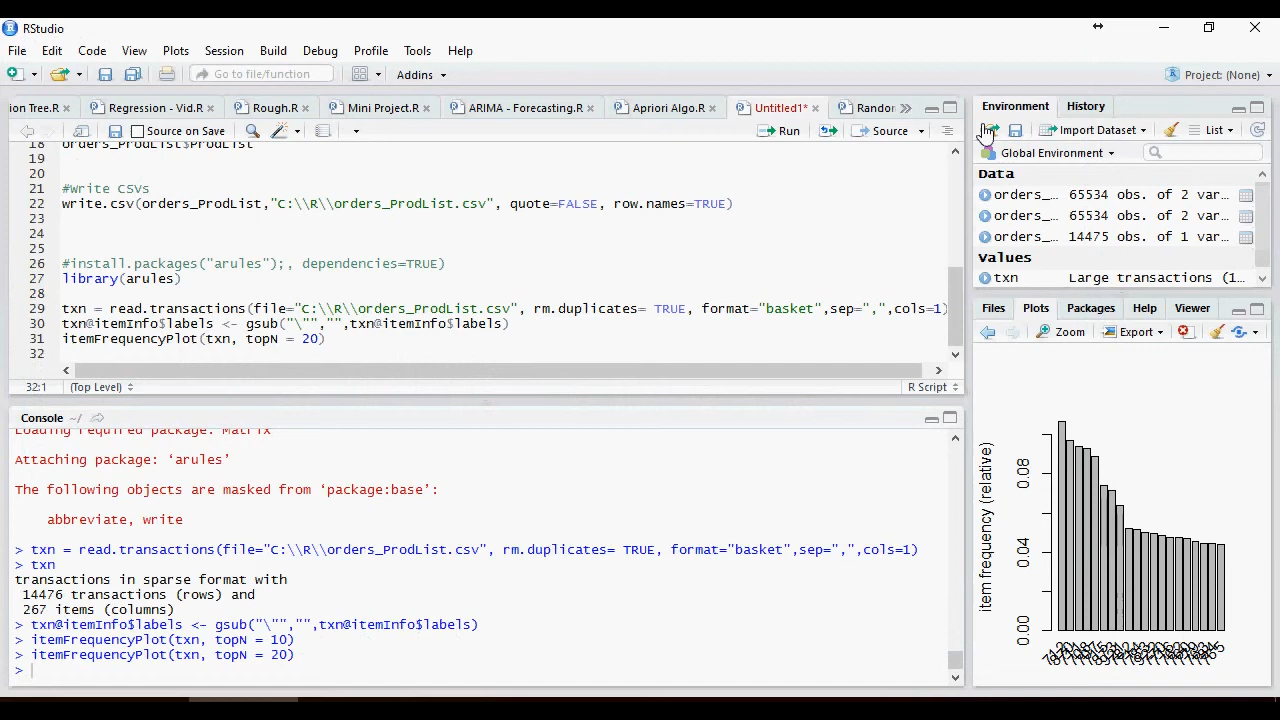 RStudio
File Edit Code View Plots Session Build Debug Profile Tools Help
Go to file/function Addins Project: (None)
ion Tree.R Regression - Vid.R Rough.R Mini Project.R ARIMA - Forecasting.R Apriori Algo.R Untitled1* Randor
Source on Save Run Source
18 orders_ProdList$ProdList
19
20
21 #Write CSVs
22 write.csv(orders_ProdList,"C:\\R\\orders_ProdList.csv", quote=FALSE, row.names=TRUE)
23
24
25
26 #install.packages("arules");, dependencies=TRUE)
27 library(arules)
28
29 txn = read.transactions(file="C:\\R\\orders_ProdList.csv", rm.duplicates= TRUE, format="basket",sep=",",cols=1)
30 txn@itemInfo$labels <- gsub("\"","",txn@itemInfo$labels)
31 itemFrequencyPlot(txn, topN = 20)
32
32:1 (Top Level) R Script
Console ~/
Loading required package: Matrix
Attaching package: ‘arules’
The following objects are masked from ‘package:base’:
abbreviate, write
> txn = read.transactions(file="C:\\R\\orders_ProdList.csv", rm.duplicates= TRUE, format="basket",sep=",",cols=1)
> txn
transactions in sparse format with
14476 transactions (rows) and
267 items (columns)
> txn@itemInfo$labels <- gsub("\"","",txn@itemInfo$labels)
> itemFrequencyPlot(txn, topN = 10)
> itemFrequencyPlot(txn, topN = 20)
>
Environment History
Import Dataset List
Global Environment
Data
orders_… 65534 obs. of 2 var…
orders_… 65534 obs. of 2 var…
orders_… 14475 obs. of 1 var…
Values
txn Large transactions (1…
Files Plots Packages Help Viewer
Zoom Export
item frequency (relative)
0.08
0.04
0.00